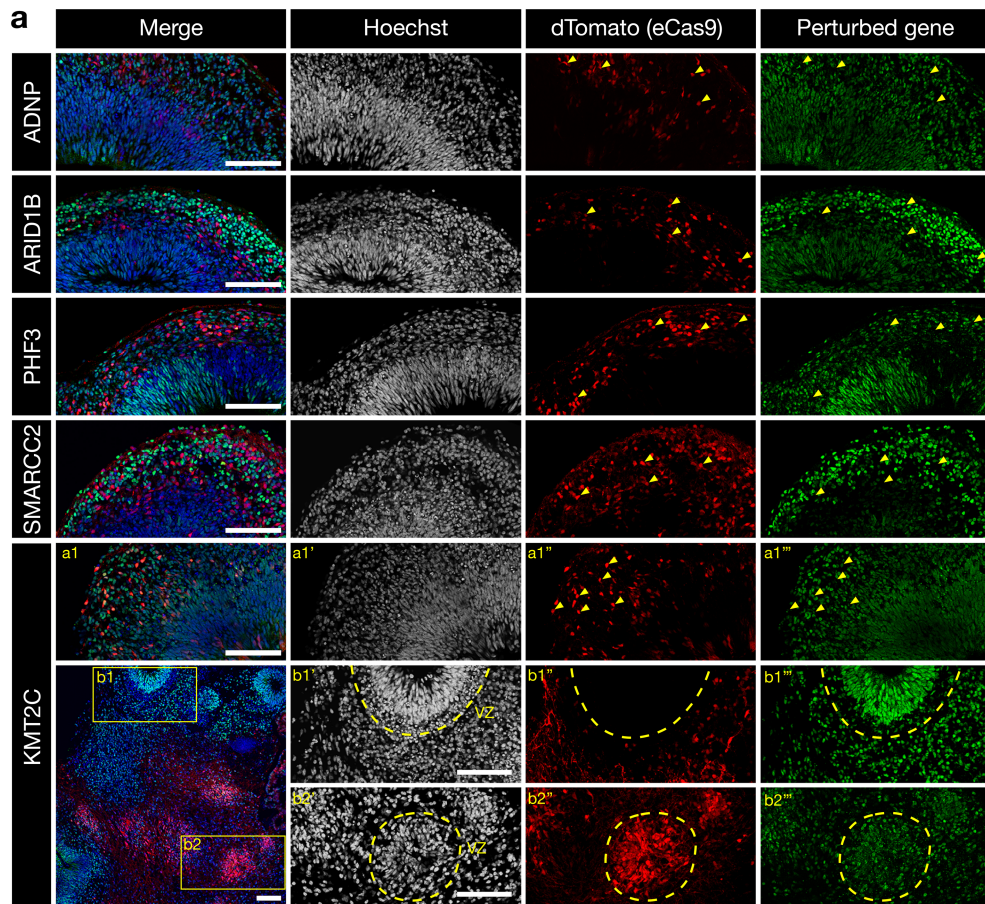 a
Merge
Hoechst
dTomato (eCas9)
Perturbed gene
ADNP
ARID1B
PHF3
SMARCC2
KMT2C
a1
a1’
a1’’
a1’’’
b1
b2
b1’
VZ
b1’’
b1’’’
b2’
VZ
b2’’
b2’’’